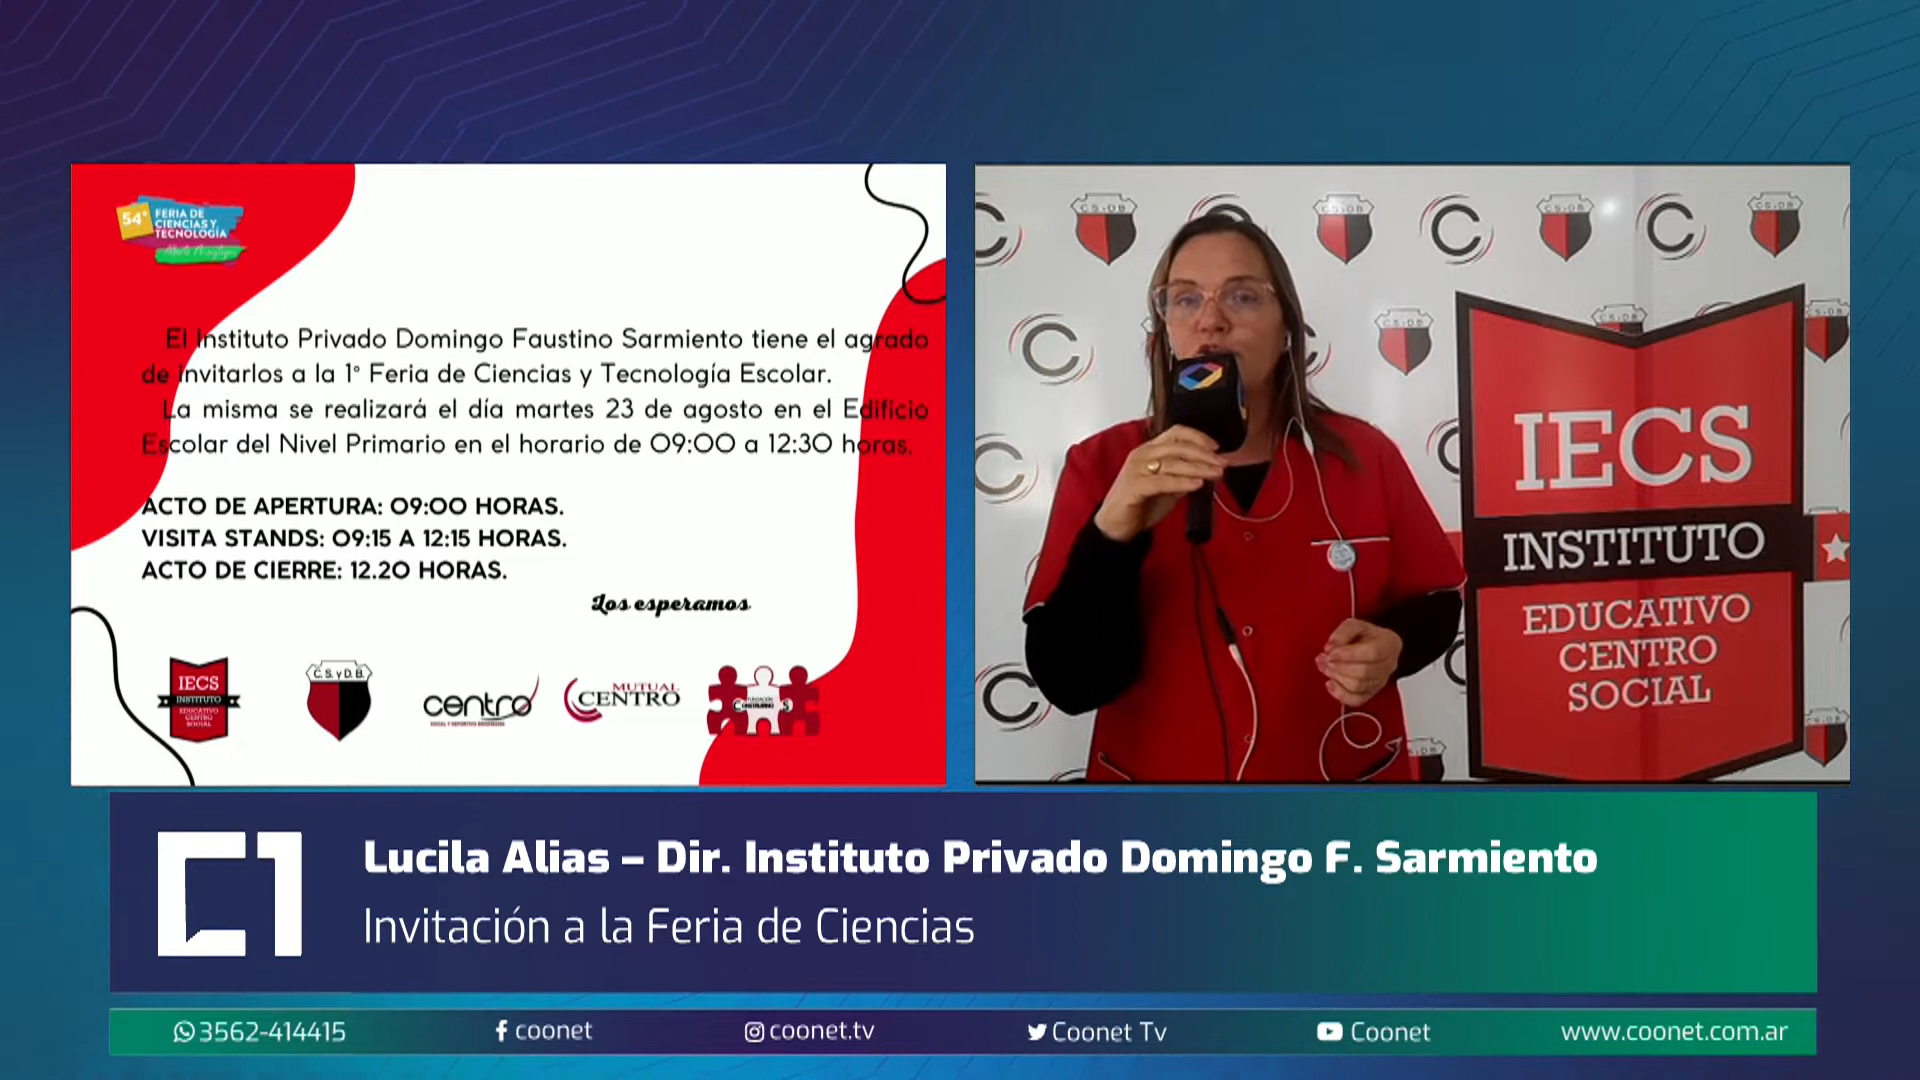 54°
FERIA DE
CIENCIAS Y
TECNOLOGÍA
El Instituto Privado Domingo Faustino Sarmiento tiene el agrado
de invitarlos a la 1° Feria de Ciencias y Tecnología Escolar.
La misma se realizará el día martes 23 de agosto en el Edificio
Escolar del Nivel Primario en el horario de 09:00 a 12:30 horas.
ACTO DE APERTURA: 09:00 HORAS.
VISITA STANDS: 09:15 A 12:15 HORAS.
ACTO DE CIERRE: 12.20 HORAS.
Los esperamos
IECS
INSTITUTO
EDUCATIVO
CENTRO
SOCIAL
C.S.yD.B.
centro
MUTUAL
CENTRO
IECS
INSTITUTO
EDUCATIVO
CENTRO
SOCIAL
Lucila Alias – Dir. Instituto Privado Domingo F. Sarmiento
Invitación a la Feria de Ciencias
3562-414415 coonet coonet.tv Coonet Tv Coonet www.coonet.com.ar